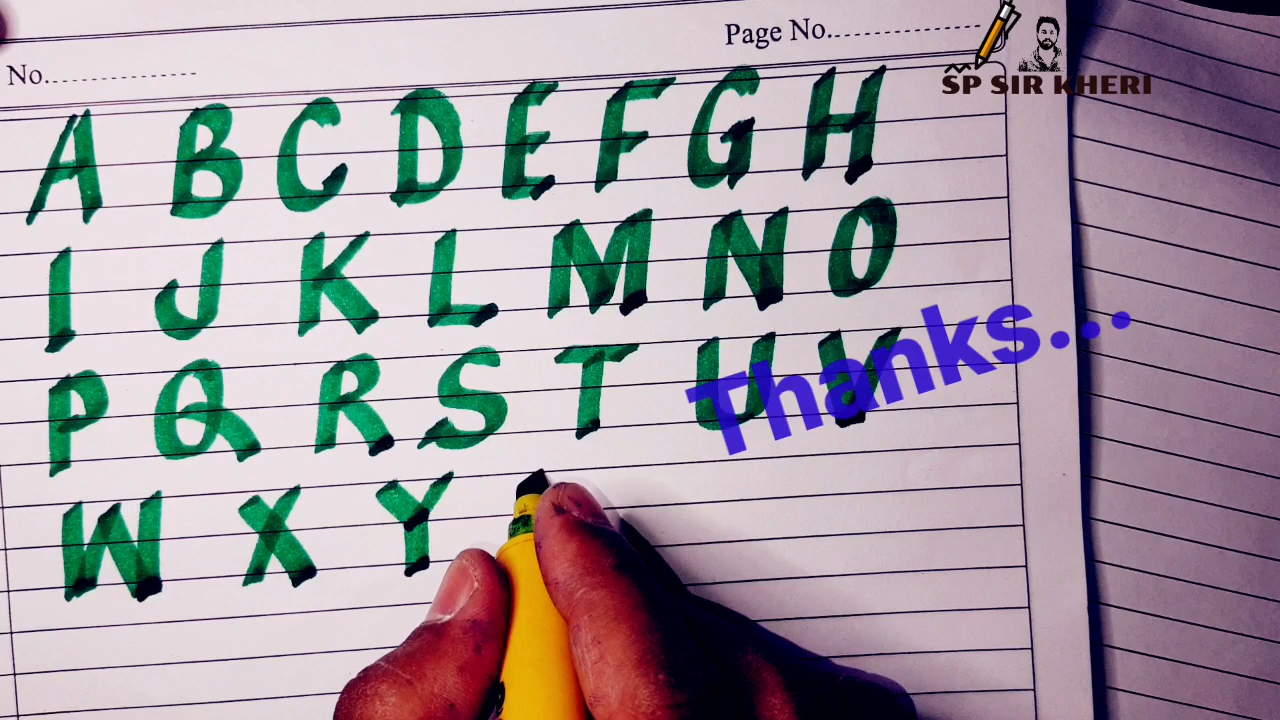 No.................... Page No.....................
SP SIR KHERI
A B C D E F G H
I J K L M N O
P Q R S T U V
Thanks...
W X Y